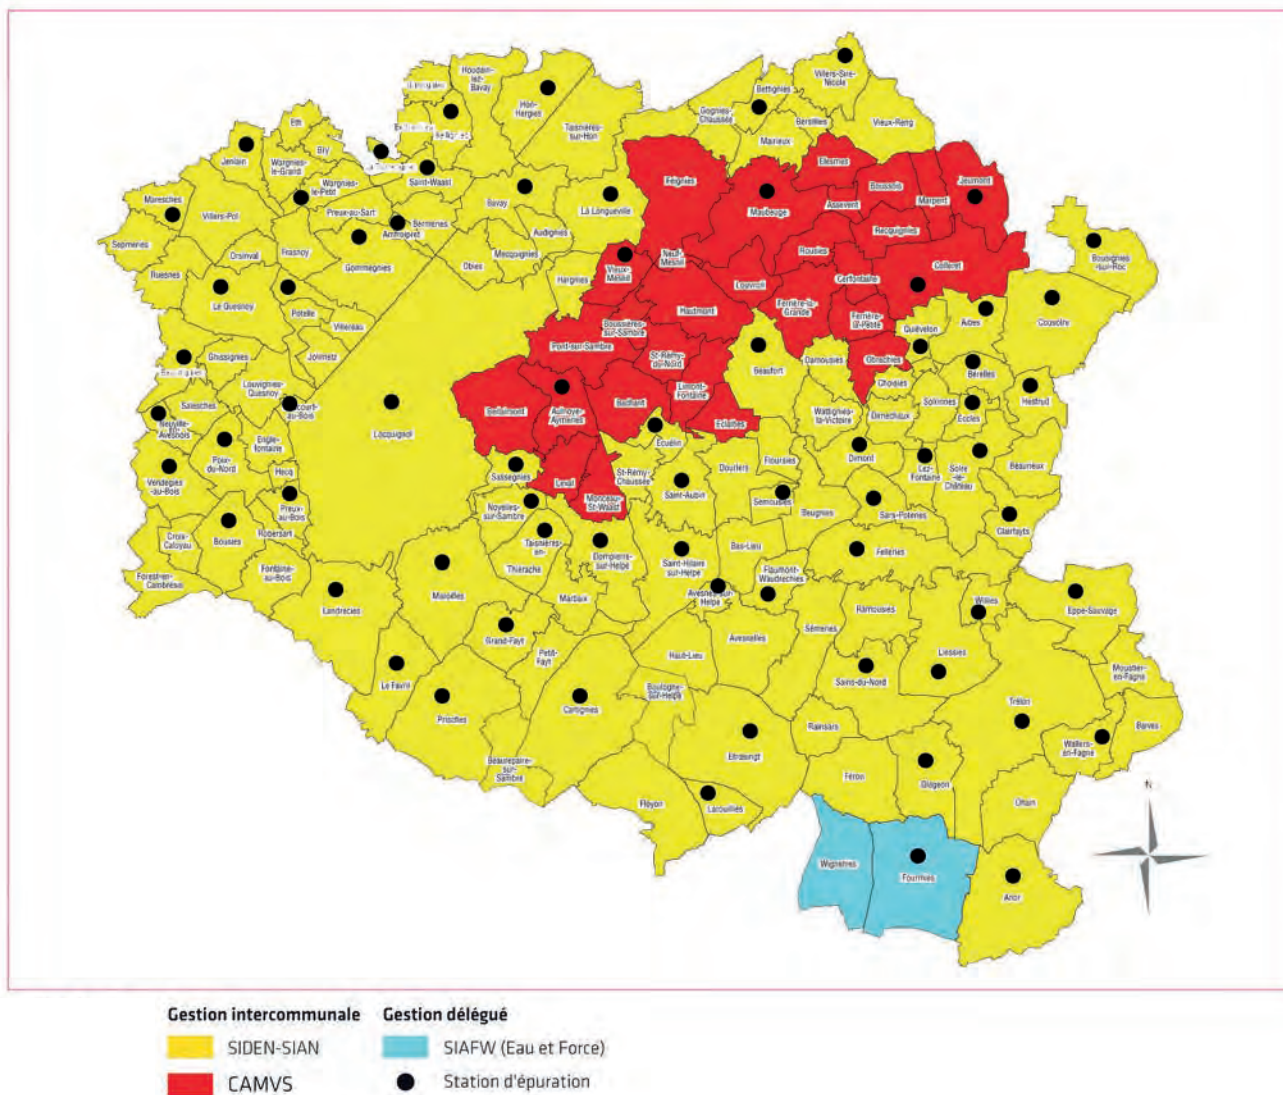 Houdain-
lez-
Bavay
Hon-
Hergies
Villers-Sire-
Nicole
Bettignies
Gognies-
Chaussée
Bersillies
Vieux-Reng
Mairieux
Taisnières-
sur-Hon
Eth
Bry
Jenlain
Wargnies-
le-Grand
Saint-Waast
Wargnies-
le-Petit
Maresches
Villers-Pol
Preux-au-Sart
Bermeries
Amfroipret
Bavay
La Longueville
Audignies
Feignies
Maubeuge
Elesmes
Assevent
Boussois
Marpent
Jeumont
Recquignies
Sepmeries
Orsinval
Frasnoy
Gommegnies
Mecquignies
Obies
Ruesnes
Hargnies
Vieux-
Mesnil
Neuf-
Mesnil
Louvroil
Rousies
Cerfontaine
Colleret
Bousignies
-sur-Roc
Le Quesnoy
Potelle
Villereau
Jolimetz
Ghissignies
Hautmont
Ferrière-la-
Grande
Ferrière-
la-Petite
Quiévelon
Aibes
Cousolre
Boussières-
sur-Sambre
Pont-sur-Sambre
St-Rémy-
du-Nord
Beaufort
Damousies
Obrechies
Choisies
Bérelles
Louvignies-
Quesnoy
Salesches
Neuville-
en-
Avesnois
Locquignol
Berlaimont
Aulnoye-
Aymeries
Bachant
Limont-
Fontaine
Eclaibes
Wattignies-
la-Victoire
Dimechaux
Solrinnes
Eccles
Hestrud
Poix-
du-Nord
Engle-
fontaine
Hecq
Ecuélin
Vendegies
-au-Bois
Preux-
au-Bois
Sassegnies
Leval
Monceau-
St-Waast
St-Rémy-
Chaussée
Saint-Aubin
Dourlers
Floursies
Dimont
Lez-
Fontaine
Solre
-le-
Château
Beaurieux
Semousies
Beugnies
Sars-Poteries
Clairfayts
Noyelles-
sur-Sambre
Croix-
Caluyau
Bousies
Robersart
Taisnières-
en-
Thiérache
Dompierre-
sur-Helpe
Saint-Hilaire
-sur-Helpe
Bas-Lieu
Felleries
Flaumont-
Waudrechies
Forest-en-
Cambrésis
Fontaine-
au-Bois
Landrecies
Maroilles
Marbaix
Avesnes-sur-
Helpe
Ramousies
Willies
Eppe-Sauvage
Grand-Fayt
Petit-
Fayt
Haut-Lieu
Avesnelles
Sémeries
Liessies
Moustier-
en-Fagne
Le Favril
Prisches
Cartignies
Boulogne-
sur-Helpe
Sains-du-Nord
Trélon
Baives
Wallers-
en-Fagne
Rainsars
Etroeungt
Beaurepaire-
sur-
Sambre
Féron
Glageon
Ohain
Floyon
Larouillies
Wignehies
Fourmies
Anor
N
Gestion intercommunale
Gestion délégué
SIDEN-SIAN
SIAFW (Eau et Force)
CAMVS
Station d'épuration